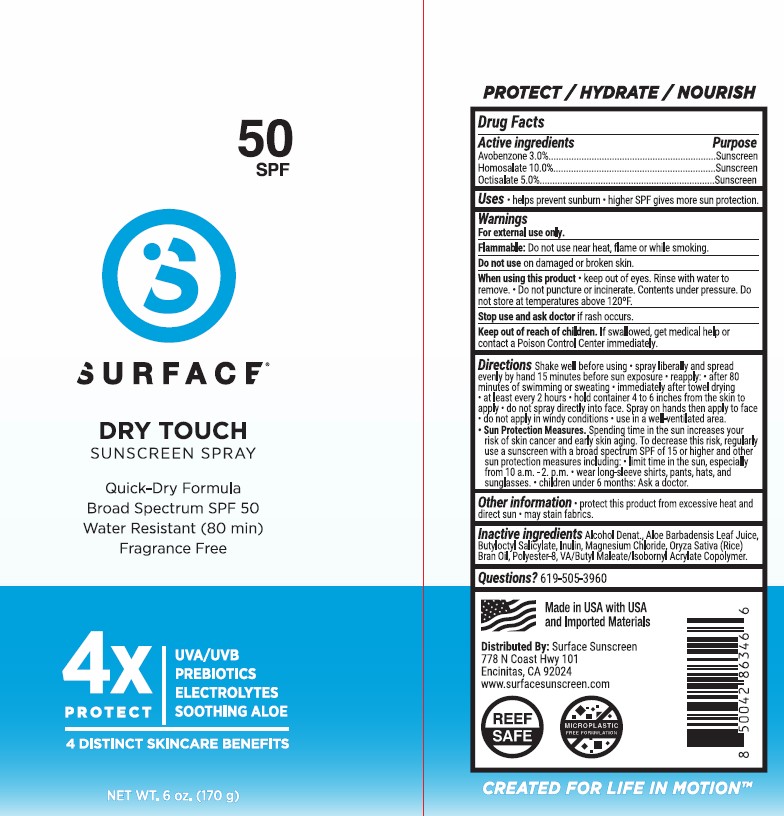 50
SPF
S
SURFACE®
DRY TOUCH
SUNSCREEN SPRAY
Quick-Dry Formula
Broad Spectrum SPF 50
Water Resistant (80 min)
Fragrance Free
4X
PROTECT
UVA/UVB
PREBIOTICS
ELECTROLYTES
SOOTHING ALOE
4 DISTINCT SKINCARE BENEFITS
NET WT. 6 oz. (170 g)
PROTECT / HYDRATE / NOURISH
Drug Facts
Active ingredients Purpose
Avobenzone 3.0%....Sunscreen
Homosalate 10.0%....Sunscreen
Octisalate 5.0%....Sunscreen
Uses • helps prevent sunburn • higher SPF gives more sun protection.
Warnings
For external use only.
Flammable: Do not use near heat, flame or while smoking.
Do not use on damaged or broken skin.
When using this product • keep out of eyes. Rinse with water to
remove. • Do not puncture or incinerate. Contents under pressure. Do
not store at temperatures above 120ºF.
Stop use and ask doctor if rash occurs.
Keep out of reach of children. If swallowed, get medical help or
contact a Poison Control Center immediately.
Directions Shake well before using • spray liberally and spread
evenly by hand 15 minutes before sun exposure • reapply: • after 80
minutes of swimming or sweating • immediately after towel drying
• at least every 2 hours • hold container 4 to 6 inches from the skin to
apply • do not spray directly into face. Spray on hands then apply to face
• do not apply in windy conditions • use in a well-ventilated area.
• Sun Protection Measures. Spending time in the sun increases your
risk of skin cancer and early skin aging. To decrease this risk, regularly
use a sunscreen with a broad spectrum SPF of 15 or higher and other
sun protection measures including: • limit time in the sun, especially
from 10 a.m. - 2. p.m. • wear long-sleeve shirts, pants, hats, and
sunglasses. • children under 6 months: Ask a doctor.
Other information • protect this product from excessive heat and
direct sun • may stain fabrics.
Inactive ingredients Alcohol Denat., Aloe Barbadensis Leaf Juice,
Butyloctyl Salicylate, Inulin, Magnesium Chloride, Oryza Sativa (Rice)
Bran Oil, Polyester-8, VA/Butyl Maleate/Isobornyl Acrylate Copolymer.
Questions? 619-505-3960
Made in USA with USA
and Imported Materials
Distributed By: Surface Sunscreen
778 N Coast Hwy 101
Encinitas, CA 92024
www.surfacesunscreen.com
REEF
SAFE
MICROPLASTIC
FREE FORMULATION
8 50042 86346 6
CREATED FOR LIFE IN MOTION™